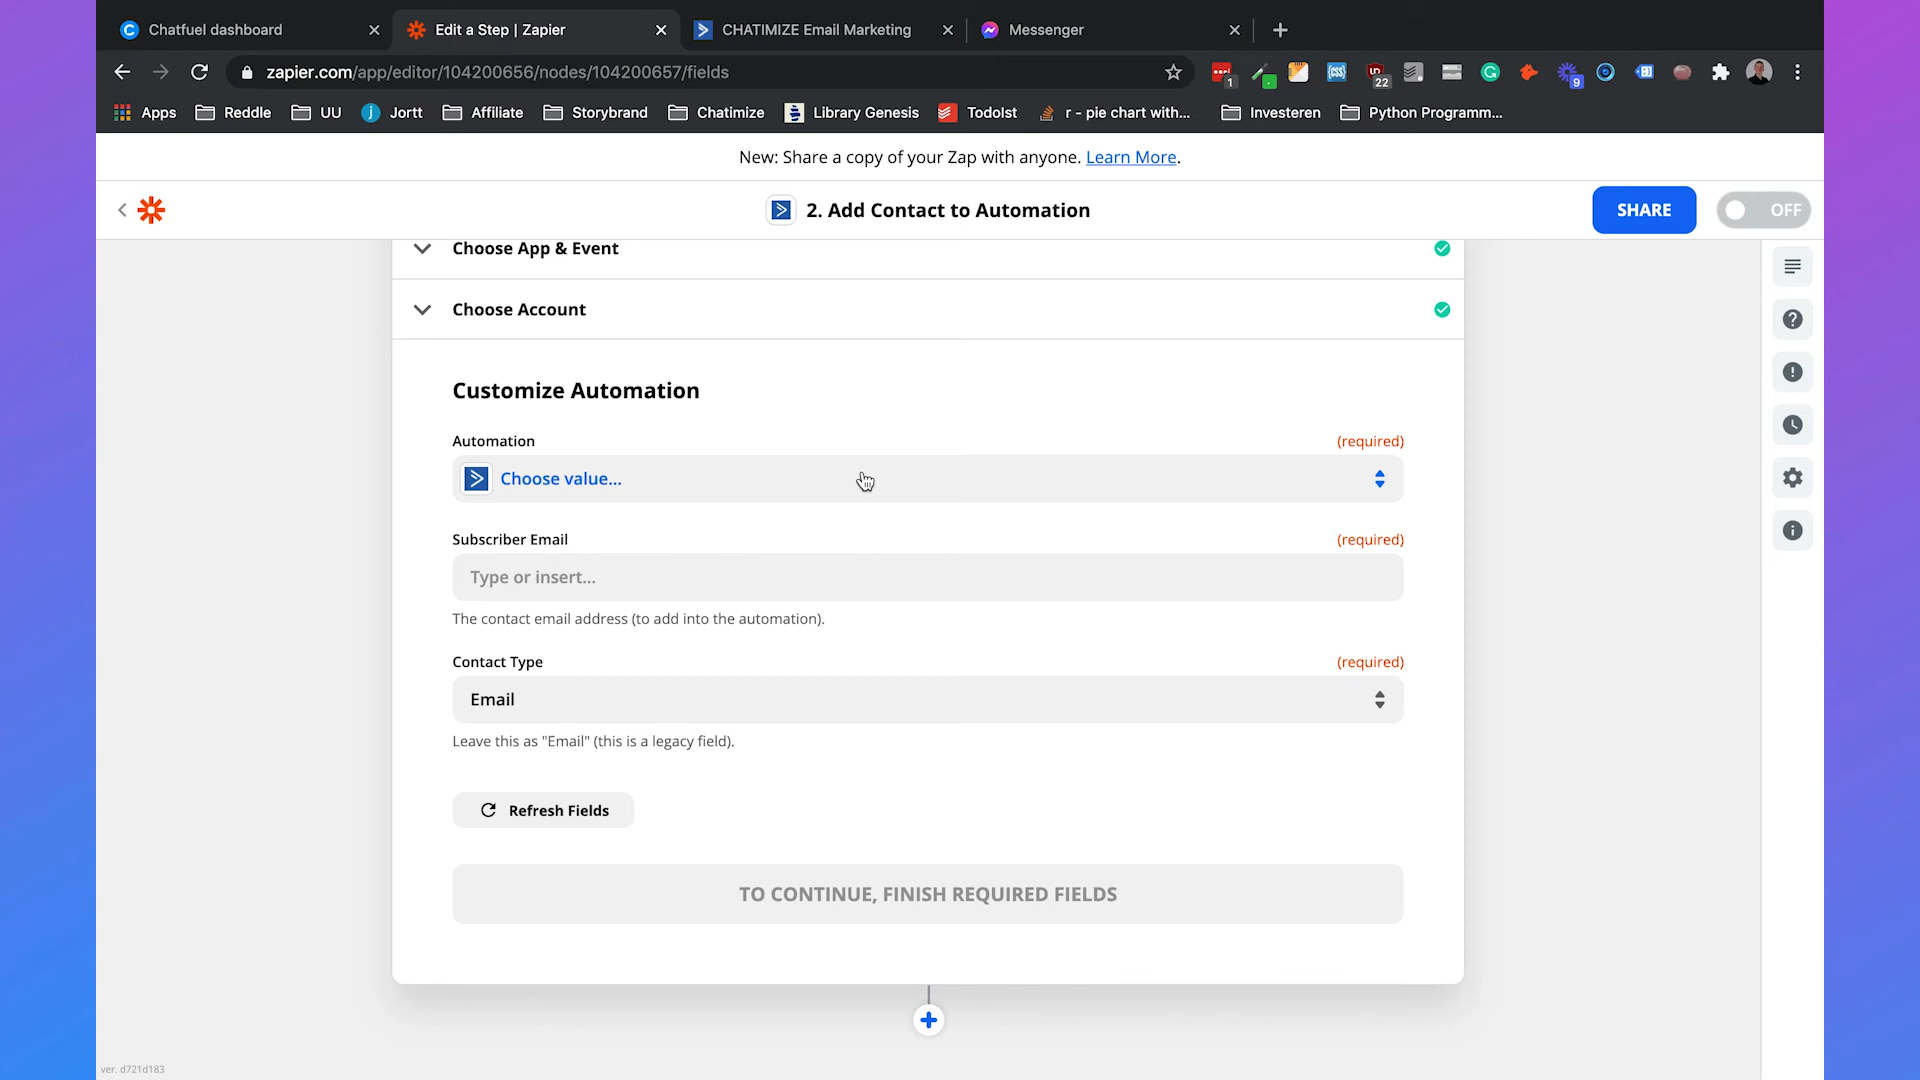 Chatfuel dashboard
Edit a Step | Zapier
CHATIMIZE Email Marketing
Messenger
zapier.com/app/editor/104200656/nodes/104200657/fields
1
22
9
Apps
Reddle
UU
Jortt
Affiliate
Storybrand
Chatimize
Library Genesis
TodoIst
r - pie chart with...
Investeren
Python Programm...
New: Share a copy of your Zap with anyone. Learn More.
2. Add Contact to Automation
SHARE
OFF
Choose App & Event
Choose Account
Customize Automation
Automation
(required)
Choose value...
Subscriber Email
(required)
Type or insert...
The contact email address (to add into the automation).
Contact Type
(required)
Email
Leave this as "Email" (this is a legacy field).
Refresh Fields
TO CONTINUE, FINISH REQUIRED FIELDS
ver. d721d183